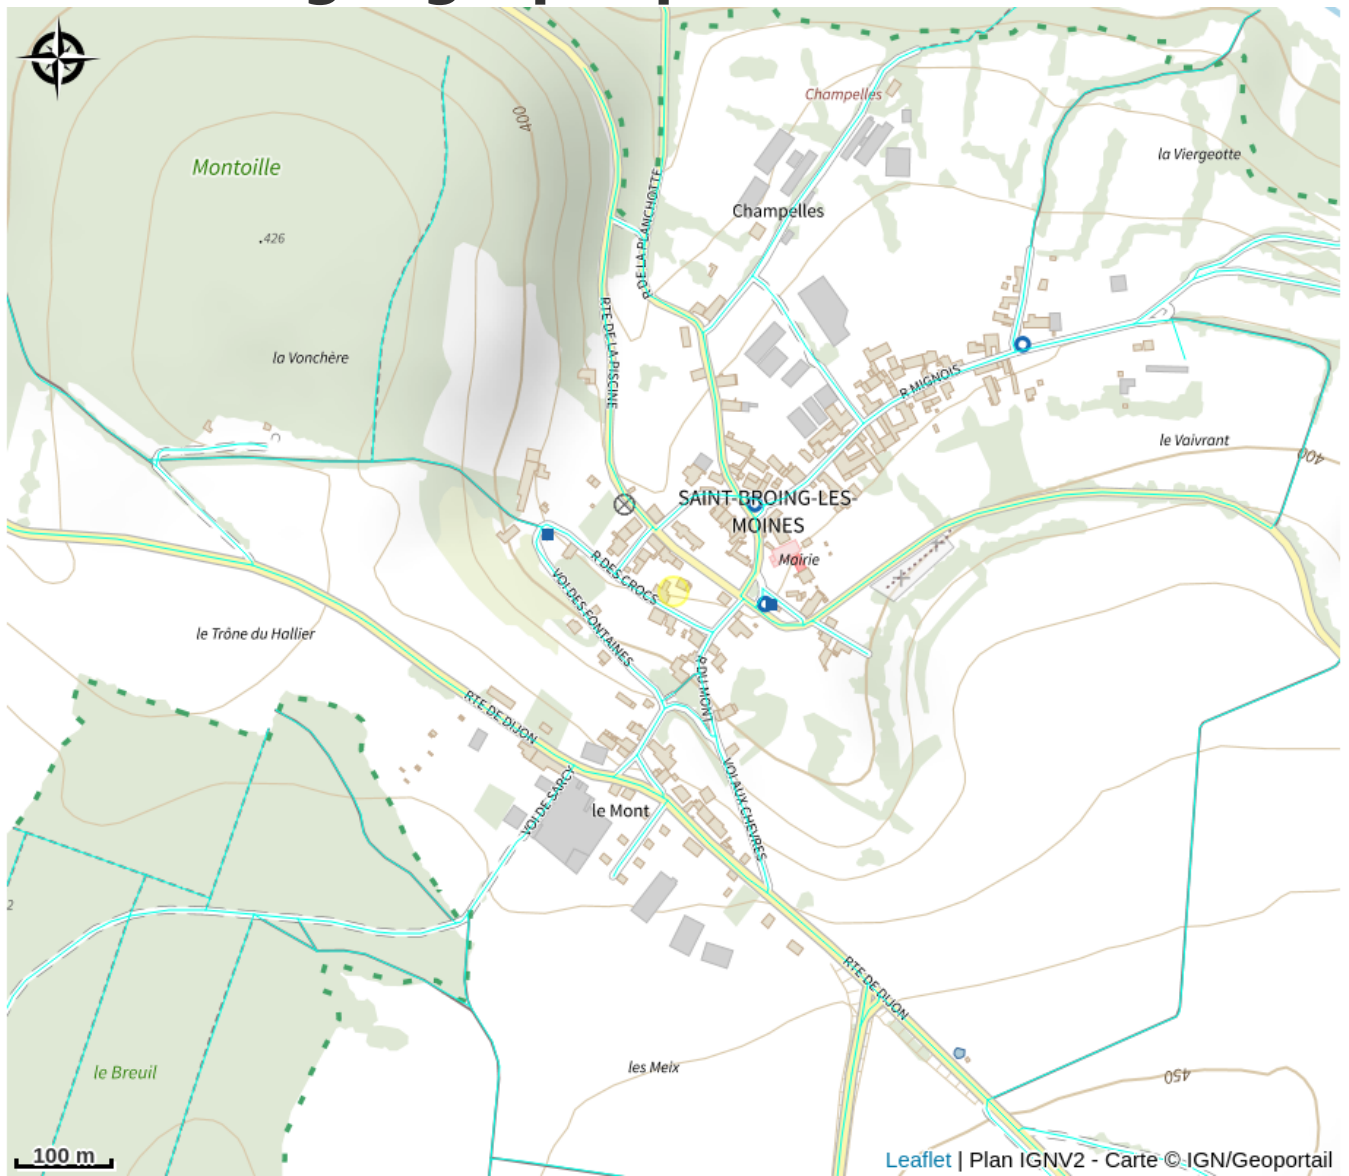 Champelles
400
la Viergeotte
Montoille
R DE LA PLANCHOTTE
Champelles
.426
RTE DE LA PISCINE
la Vonchère
R MIGNOIS
le Vaivrant
400
SAINT-BROING-LES-
MOINES
Mairie
R DES CROCS
VOI DES FONTAINES
le Trône du Hallier
R DU MONT
RTE DE DIJON
VOI AUX CHEVRES
VOI DE SARCY
le Mont
2
RTE DE DIJON
les Meix
le Breuil
450
100 m
Leaflet | Plan IGNV2 - Carte © IGN/Geoportail